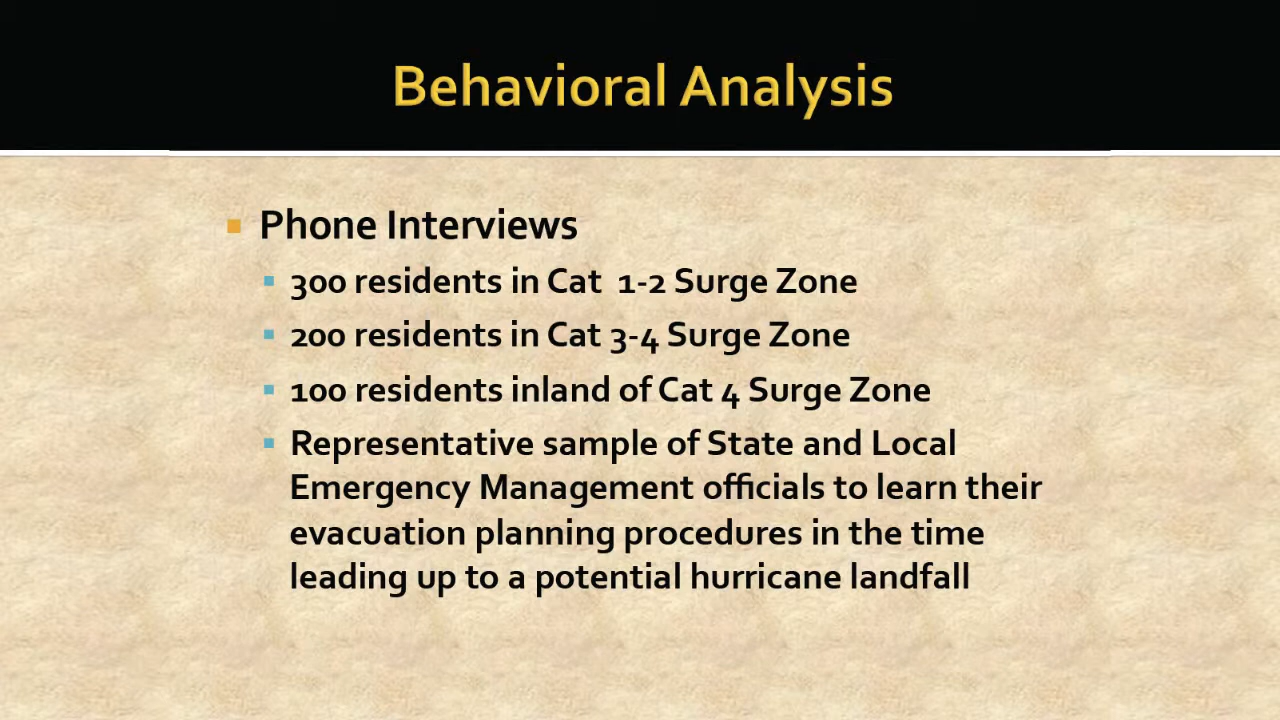 Behavioral Analysis
Phone Interviews
300 residents in Cat 1-2 Surge Zone
200 residents in Cat 3-4 Surge Zone
100 residents inland of Cat 4 Surge Zone
Representative sample of State and Local
Emergency Management officials to learn their
evacuation planning procedures in the time
leading up to a potential hurricane landfall